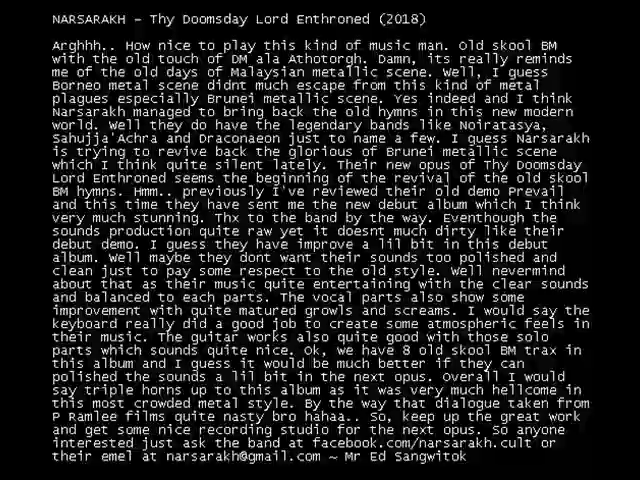 NARSARAKH – Thy Doomsday Lord Enthroned (2018)
Arghhh.. How nice to play this kind of music man. Old skool BM
with the old touch of DM ala Athotorgh. Damn, its really reminds
me of the old days of Malaysian metallic scene. Well, I guess
Borneo metal scene didnt much escape from this kind of metal
plagues especially Brunei metallic scene. Yes indeed and I think
Narsarakh managed to bring back the old hymns in this new modern
world. Well they do have the legendary bands like Noiratasya,
Sahujja'Achra and Draconaeon just to name a few. I guess Narsarakh
is trying to revive back the glorious of Brunei metallic scene
which I think quite silent lately. Their new opus of Thy Doomsday
Lord Enthroned seems the beginning of the revival of the old skool
BM hymns. Hmm.. previously i've reviewed their old demo Prevail
and this time they have sent me the new debut album which I think
very much stunning. Thx to the band by the way. Eventhough the
sounds production quite raw yet it doesnt much dirty like their
debut demo. I guess they have improve a lil bit in this debut
album. Well maybe they dont want their sounds too polished and
clean just to pay some respect to the old style. Well nevermind
about that as their music quite entertaining with the clear sounds
and balanced to each parts. The vocal parts also show some
improvement with quite matured growls and screams. I would say the
keyboard really did a good job to create some atmospheric feels in
their music. The guitar works also quite good with those solo
parts which sounds quite nice. Ok, we have 8 old skool BM trax in
this album and I guess it would be much better if they can
polished the sounds a lil bit in the next opus. Overall I would
say triple horns up to this album as it was very much hellcome in
this most crowded metal style. By the way that dialogue taken from
P Ramlee films quite nasty bro hahaa.. So, keep up the great work
and get some nice recording studio for the next opus. So anyone
interested just ask the band at facebook.com/narsarakh.cult or
their emel at narsarakh@gmail.com ~ Mr Ed Sangwitok